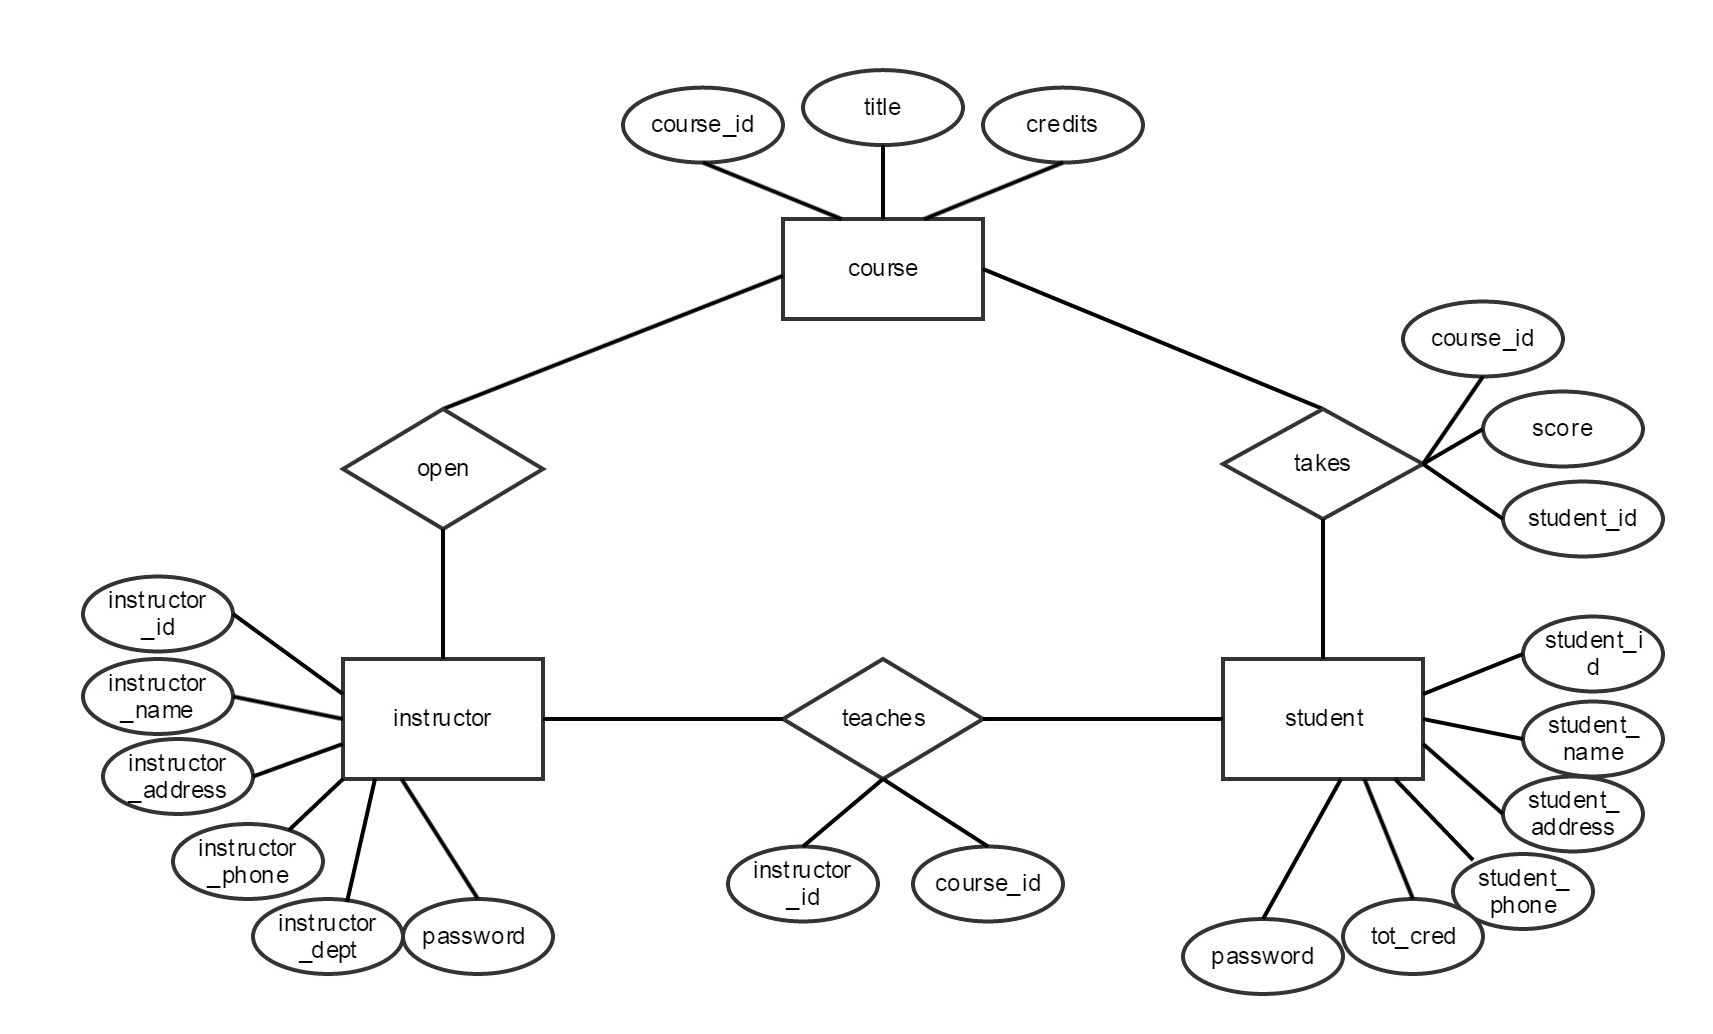 title
course_id
credits
course
course_id
score
takes
open
student_id
instructor
_id
student_i
d
instructor
_name
instructor
teaches
student
student_
name
instructor
_address
student_
address
instructor
_phone
instructor
_id
course_id
student_
phone
instructor
_dept
password
tot_cred
password